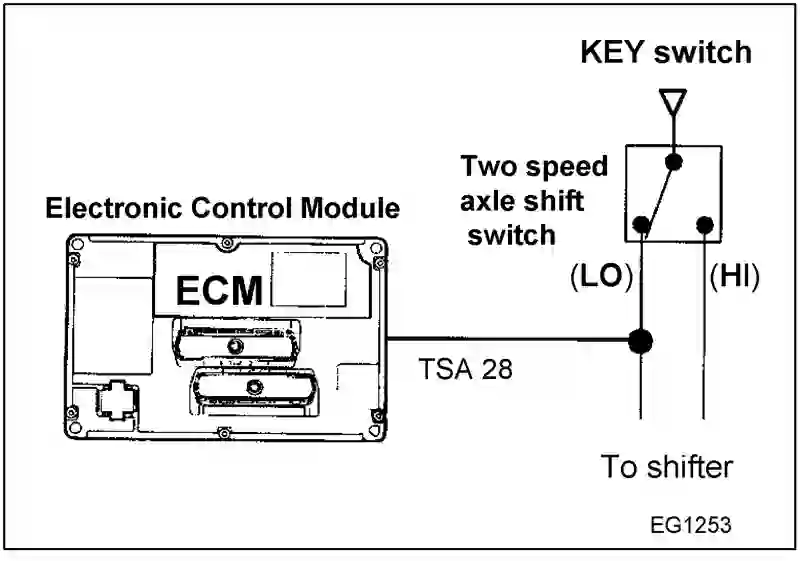 KEY switch
Two speed
axle shift
switch
Electronic Control Module
(LO)
(HI)
ECM
TSA 28
To shifter
EG1253